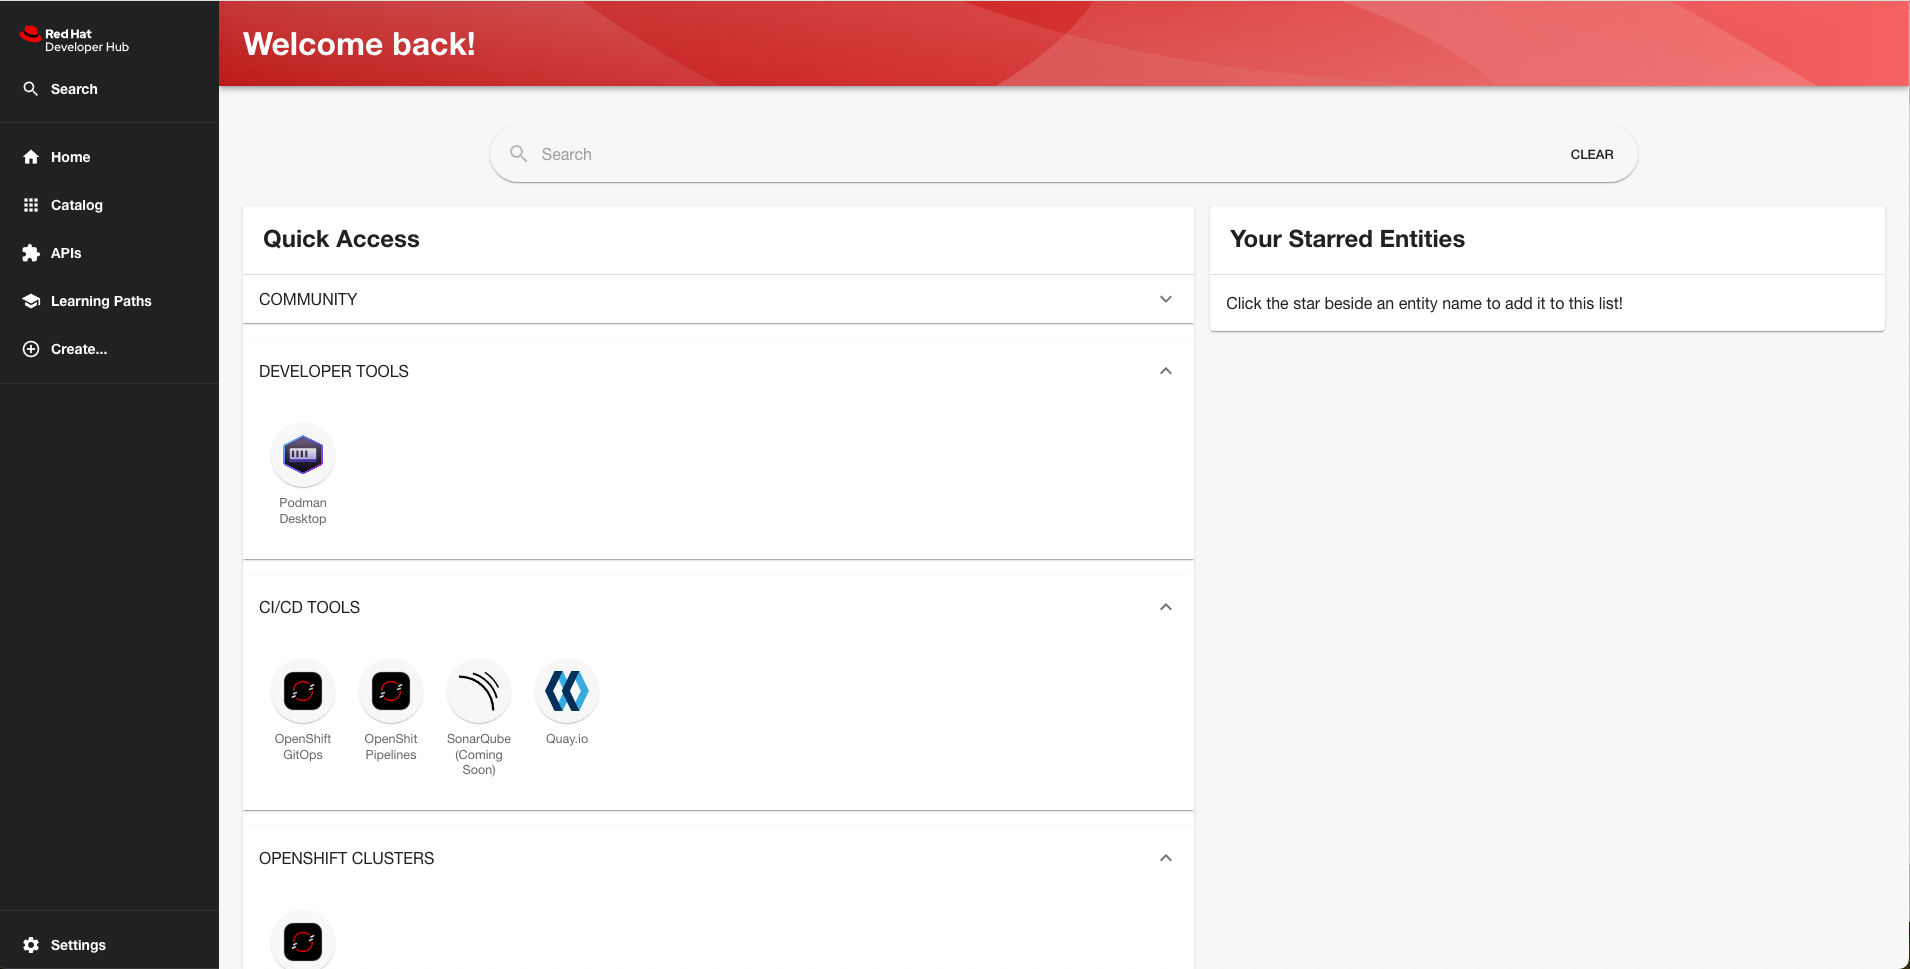 Red Hat
Developer Hub
Search
Home
Catalog
APIs
Learning Paths
Create...
Settings
Welcome back!
Search
CLEAR
Quick Access
COMMUNITY
DEVELOPER TOOLS
Podman
Desktop
CI/CD TOOLS
OpenShift
GitOps
OpenShit
Pipelines
SonarQube
(Coming
Soon)
Quay.io
OPENSHIFT CLUSTERS
Your Starred Entities
Click the star beside an entity name to add it to this list!